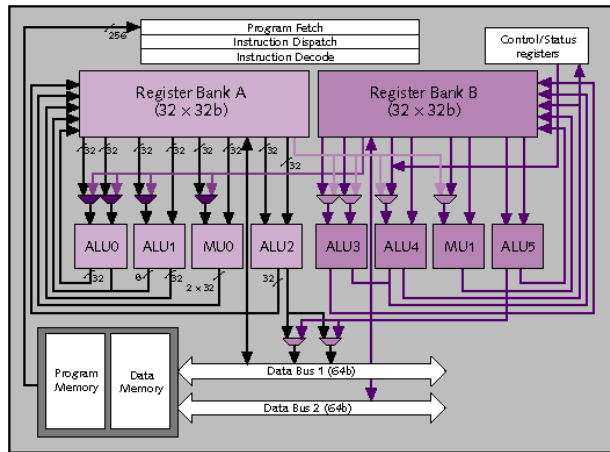 256
Program Fetch
Instruction Dispatch
Instruction Decode
Control/Status
registers
Register Bank A
(32 × 32b)
Register Bank B
(32 × 32b)
32 32 32 32 32 32 32
ALU0 ALU1 MU0 ALU2 ALU3 ALU4 MU1 ALU5
32 32 2 × 32 32
Program
Memory
Data
Memory
Data Bus 1 (64b)
Data Bus 2 (64b)